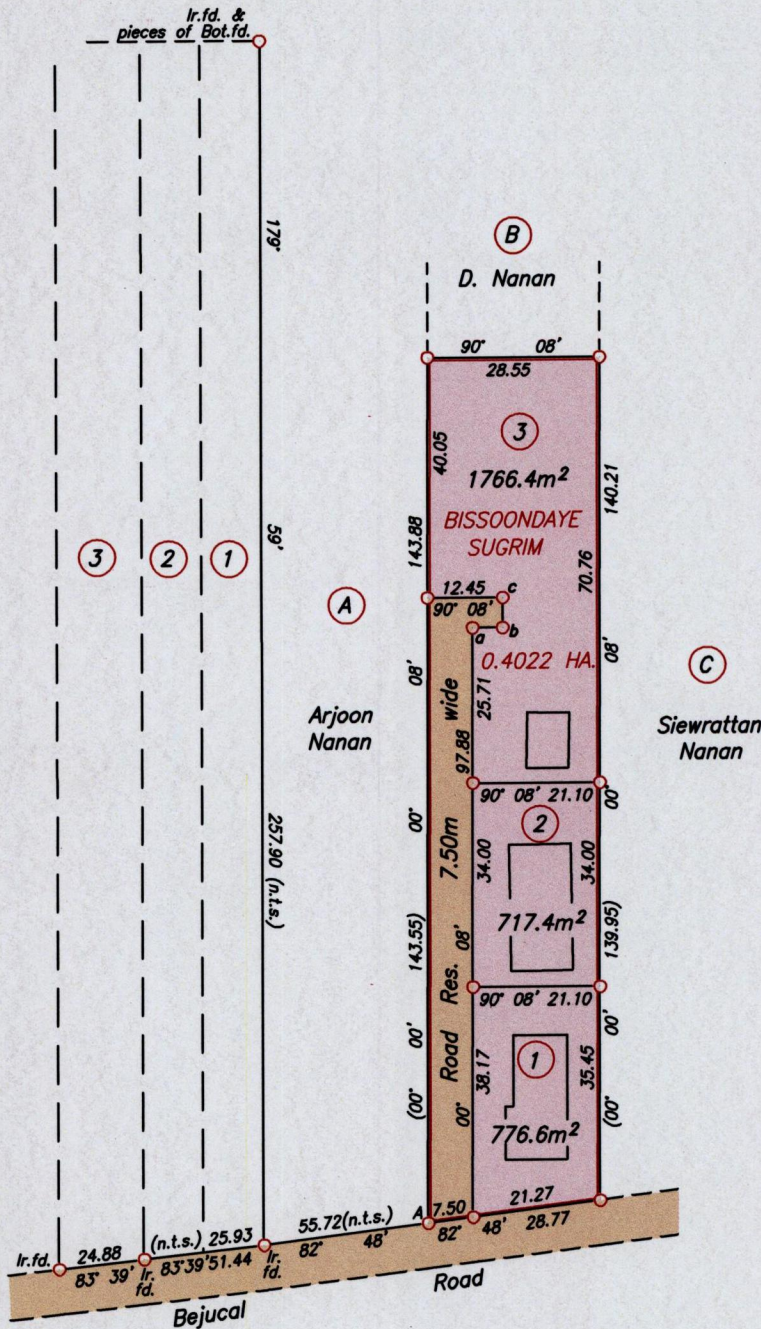 Ir.fd. &
pieces of Bot.fd.
179°
59'
257.90 (n.t.s.)
3
2
1
A
Arjoon
Nanan
B
D. Nanan
90° 08'
28.55
3
40.05
1766.4m²
BISSOONDAYE
SUGRIM
143.88
140.21
70.76
12.45
c
90° 08'
a
b
0.4022 HA.
08'
08'
C
Siewrattan
Nanan
25.71
97.88
Road Res. 7.50m wide
90° 08' 21.10
00'
00°
2
34.00
34.00
717.4m²
143.55)
139.95)
08'
90° 08' 21.10
00'
00'
1
38.17
35.45
776.6m²
00°
(00°
(00°
21.27
A
7.50
82° 48'
28.77
55.72(n.t.s.)
82° 48'
Ir.fd.
24.88
(n.t.s.)
25.93
83° 39'
Ir.
fd.
83°39'51.44
Ir.
fd.
Bejucal Road